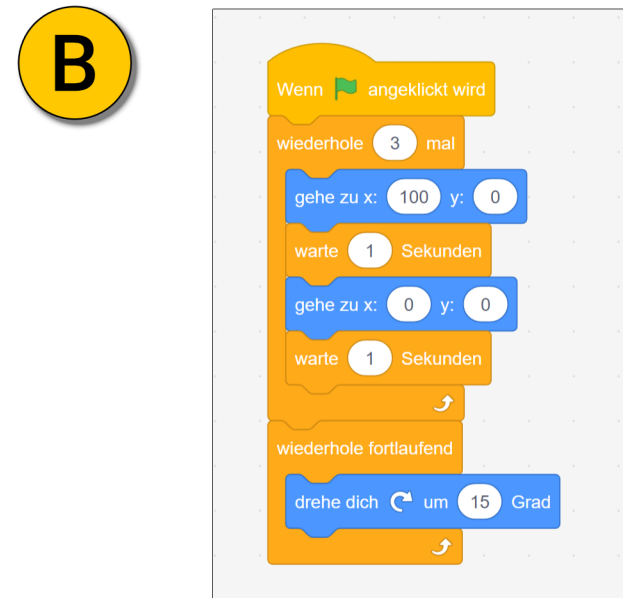 B
Wenn angeklickt wird
wiederhole 3 mal
gehe zu x: 100 y: 0
warte 1 Sekunden
gehe zu x: 0 y: 0
warte 1 Sekunden
wiederhole fortlaufend
drehe dich um 15 Grad